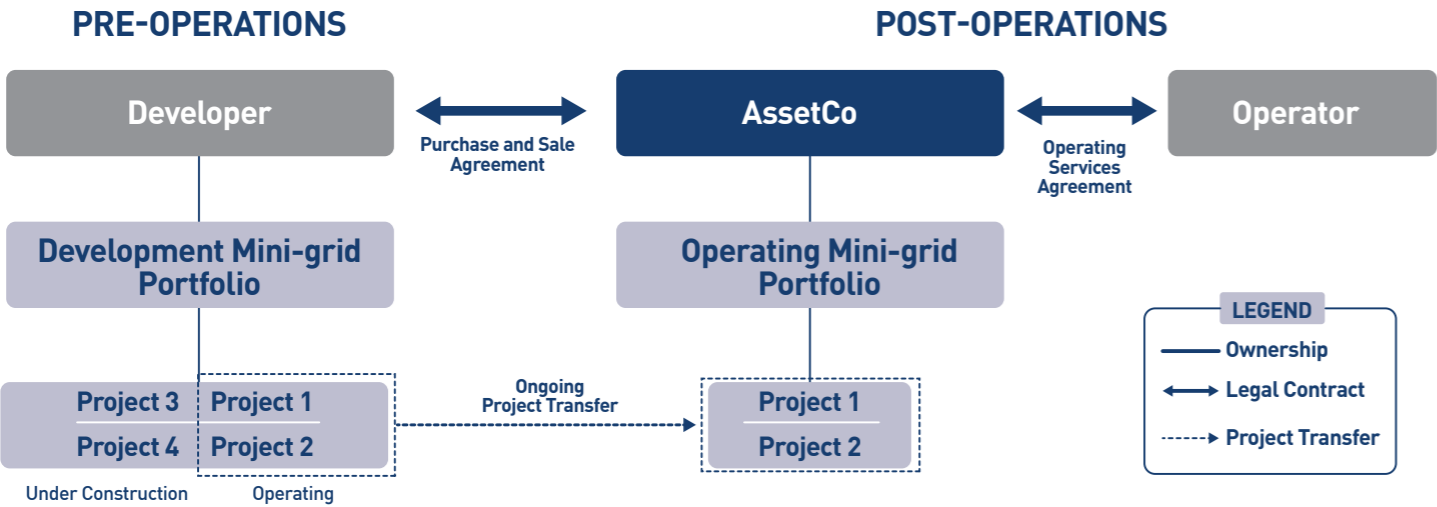 PRE-OPERATIONS
POST-OPERATIONS
Developer
AssetCo
Operator
Purchase and Sale
Agreement
Operating
Services
Agreement
Development Mini-grid
Portfolio
Operating Mini-grid
Portfolio
LEGEND
Ownership
Legal Contract
Project Transfer
Project 3
Project 1
Project 4
Project 2
Under Construction
Operating
Ongoing
Project Transfer
Project 1
Project 2